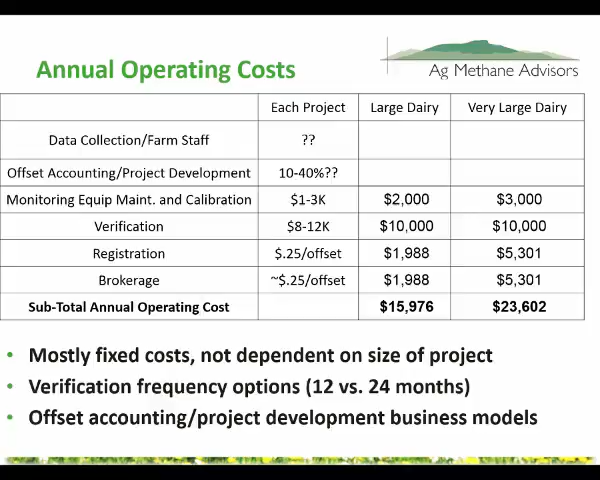 Annual Operating Costs
Ag Methane Advisors
Each Project Large Dairy Very Large Dairy
Data Collection/Farm Staff ??
Offset Accounting/Project Development 10-40%??
Monitoring Equip Maint. and Calibration $1-3K $2,000 $3,000
Verification $8-12K $10,000 $10,000
Registration $.25/offset $1,988 $5,301
Brokerage ~$.25/offset $1,988 $5,301
Sub-Total Annual Operating Cost $15,976 $23,602
• Mostly fixed costs, not dependent on size of project
• Verification frequency options (12 vs. 24 months)
• Offset accounting/project development business models